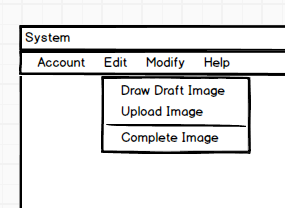 System
Account Edit Modify Help
Draw Draft Image
Upload Image
Complete Image